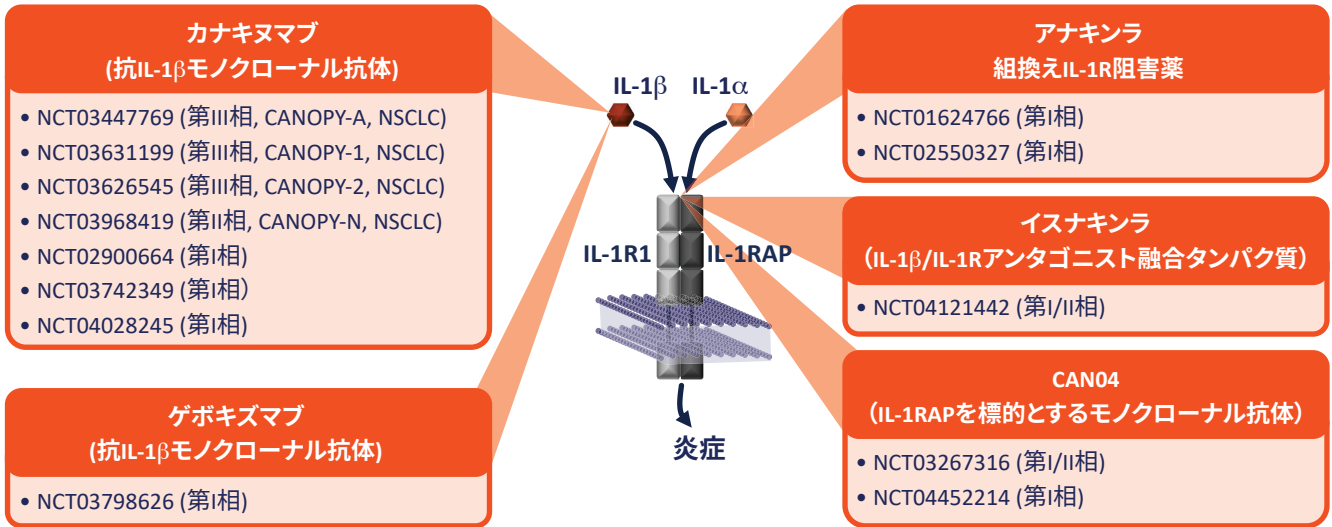 カナキヌマブ
(抗IL-1βモノクローナル抗体)
• NCT03447769 (第III相, CANOPY-A, NSCLC)
• NCT03631199 (第III相, CANOPY-1, NSCLC)
• NCT03626545 (第III相, CANOPY-2, NSCLC)
• NCT03968419 (第II相, CANOPY-N, NSCLC)
• NCT02900664 (第I相)
• NCT03742349 (第I相）
• NCT04028245 (第I相)
ゲボキズマブ
(抗IL-1βモノクローナル抗体)
• NCT03798626 (第I相)
IL-1β IL-1α
IL-1R1 IL-1RAP
炎症
アナキンラ
組換えIL-1R阻害薬
• NCT01624766 (第I相)
• NCT02550327 (第I相)
イスナキンラ
（IL-1β/IL-1Rアンタゴニスト融合タンパク質）
• NCT04121442 (第I/II相)
CAN04
（IL-1RAPを標的とするモノクローナル抗体）
• NCT03267316 (第I/II相)
• NCT04452214 (第I相)